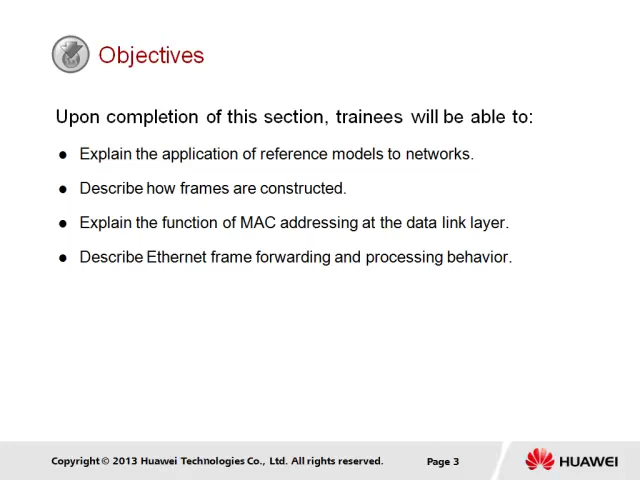 Objectives
Upon completion of this section, trainees will be able to:
● Explain the application of reference models to networks.
● Describe how frames are constructed.
● Explain the function of MAC addressing at the data link layer.
● Describe Ethernet frame forwarding and processing behavior.
Copyright © 2013 Huawei Technologies Co., Ltd. All rights reserved.
Page 3
HUAWEI